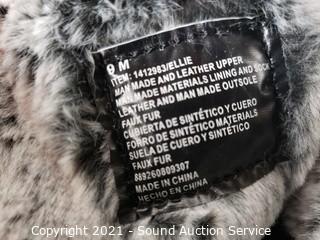 9 M
ITEM: 1412983JELLIE
MAN MADE AND LEATHER UPPER
MAN MADE MATERIALS LINING AND SOCK
LEATHER AND MAN MADE OUTSOLE
FAUX FUR
CUBIERTA DE SINTÉTICO Y CUERO
FORRO DE SINTÉTICO MATERIALS
SUELA DE CUERO Y SINTÉTICO
FAUX FUR
889260809307
MADE IN CHINA
HECHO EN CHINA
Copyright 2021 - Sound Auction Service